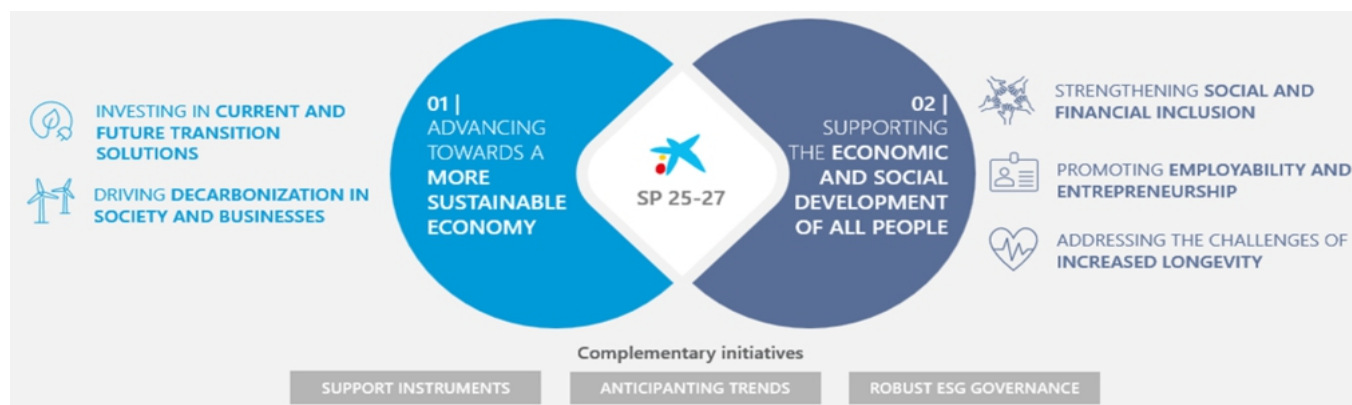 INVESTING IN CURRENT AND
FUTURE TRANSITION
SOLUTIONS
DRIVING DECARBONIZATION IN
SOCIETY AND BUSINESSES
01 |
ADVANCING
TOWARDS A
MORE
SUSTAINABLE
ECONOMY
SP 25-27
02 |
SUPPORTING
THE ECONOMIC
AND SOCIAL
DEVELOPMENT
OF ALL PEOPLE
STRENGTHENING SOCIAL AND
FINANCIAL INCLUSION
PROMOTING EMPLOYABILITY AND
ENTREPRENEURSHIP
ADDRESSING THE CHALLENGES OF
INCREASED LONGEVITY
Complementary initiatives
SUPPORT INSTRUMENTS
ANTICIPANTING TRENDS
ROBUST ESG GOVERNANCE